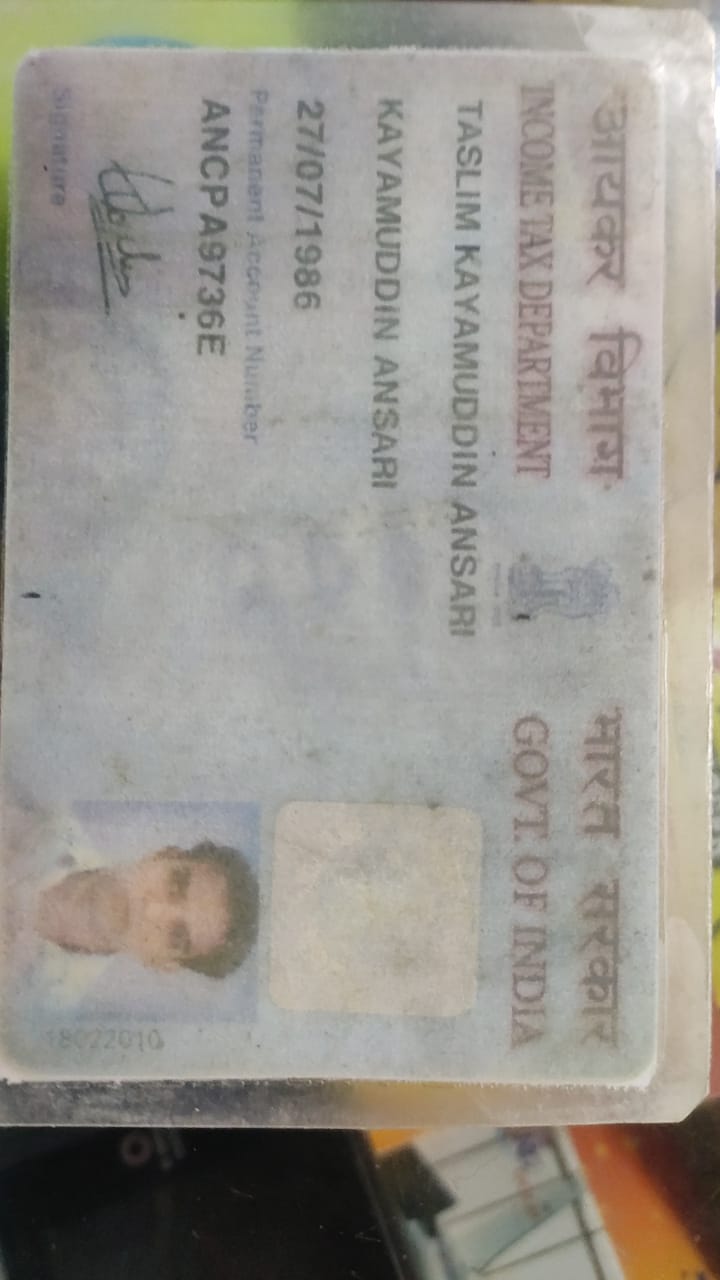 आयकर विभाग
INCOME TAX DEPARTMENT
भारत सरकार
GOVT. OF INDIA
TASLIM KAYAMUDDIN ANSARI
KAYAMUDDIN ANSARI
27/07/1986
Permanent Account Number
ANCPA9736E
Signature
18022010